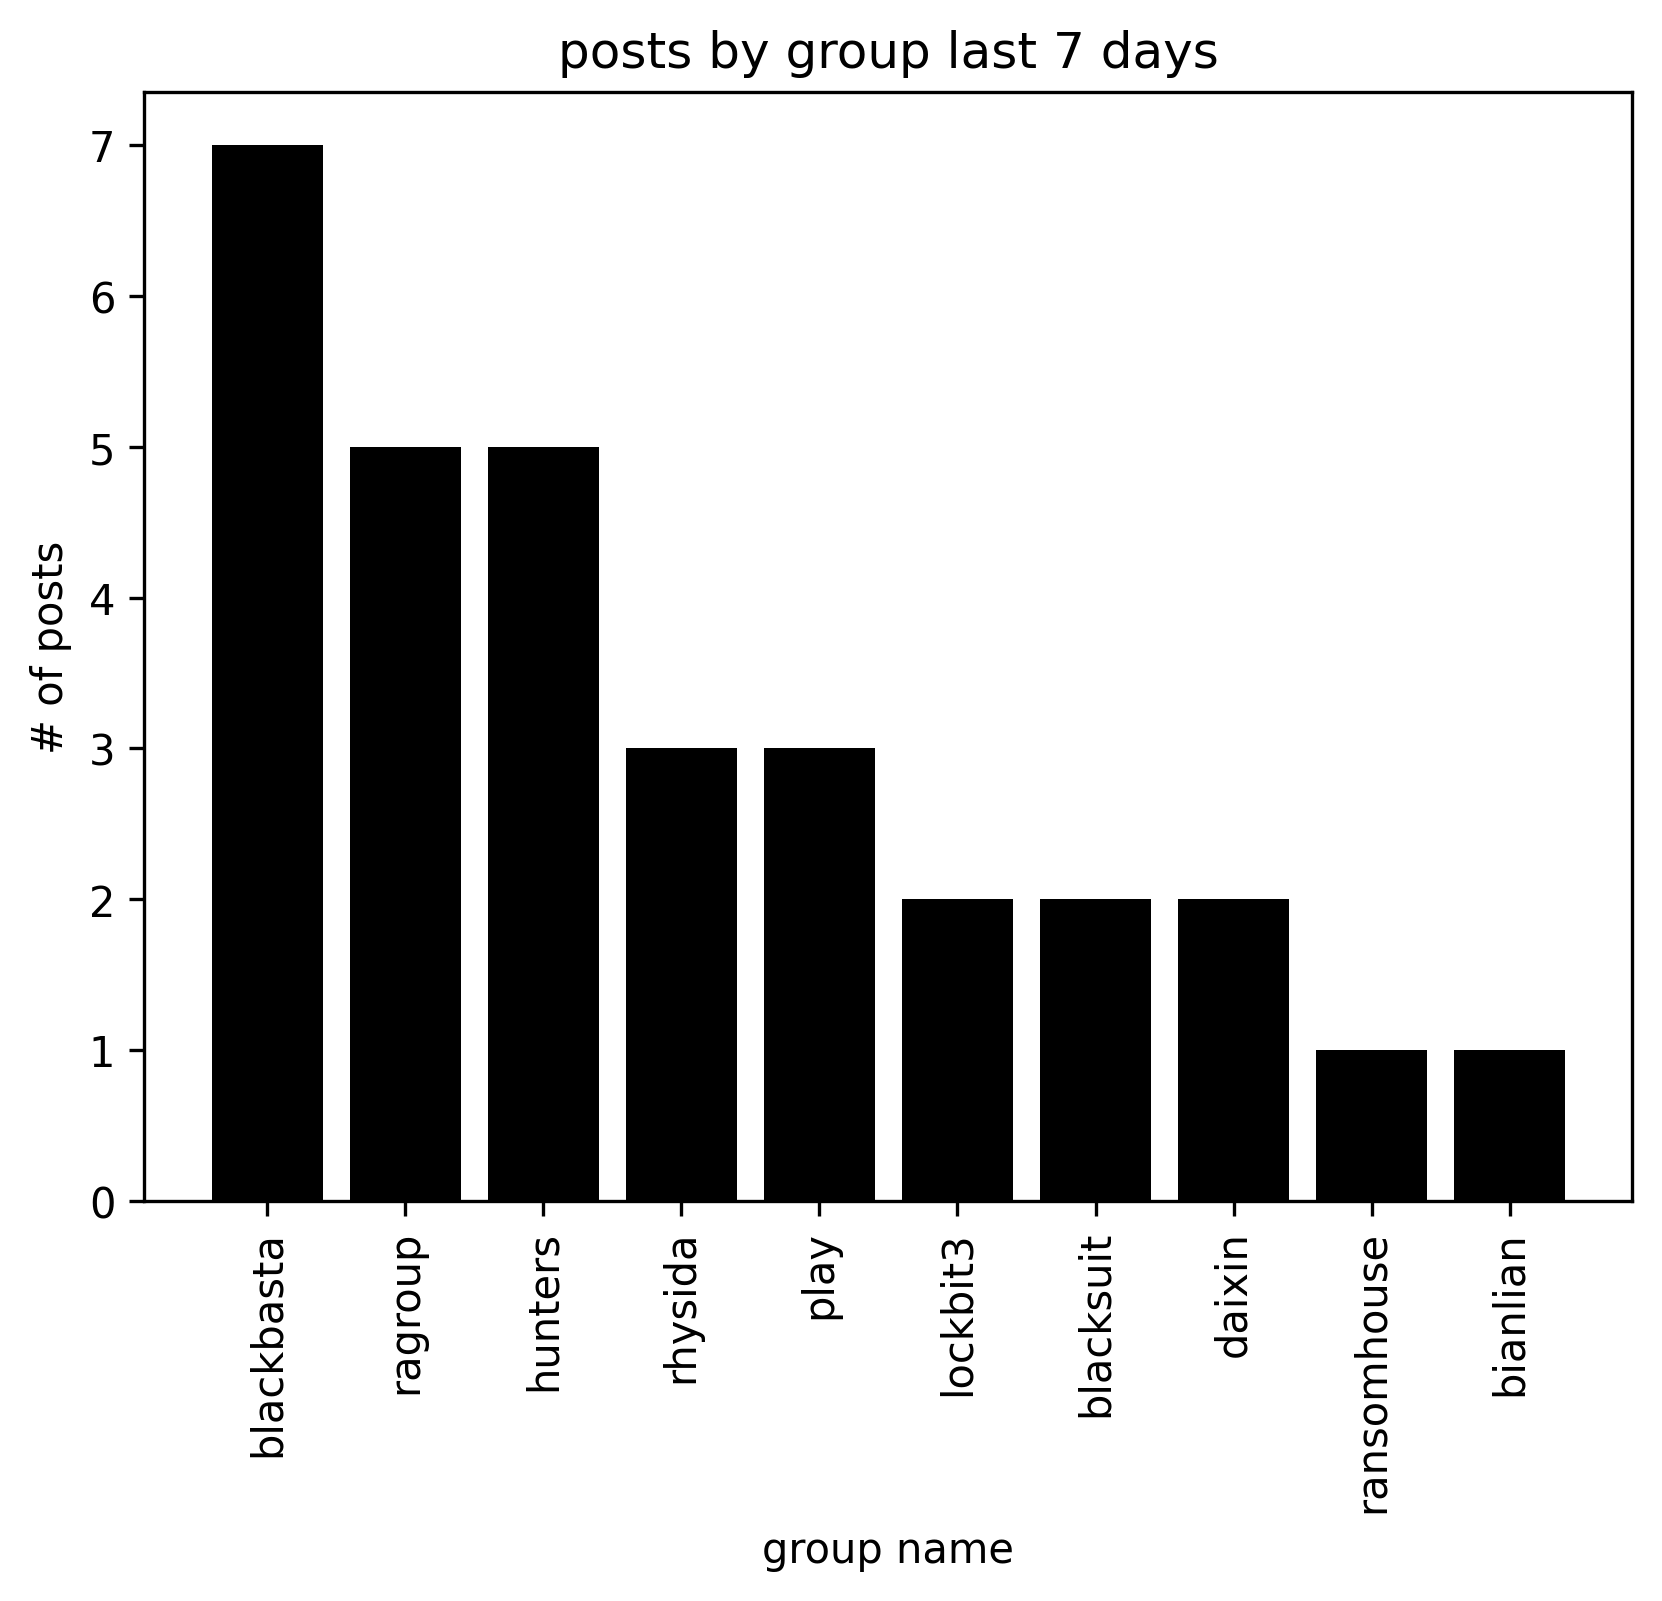 posts by group last 7 days
# of posts
7
6
5
4
3
2
1
0
blackbasta
ragroup
hunters
rhysida
play
lockbit3
blacksuit
daixin
ransomhouse
bianlian
group name